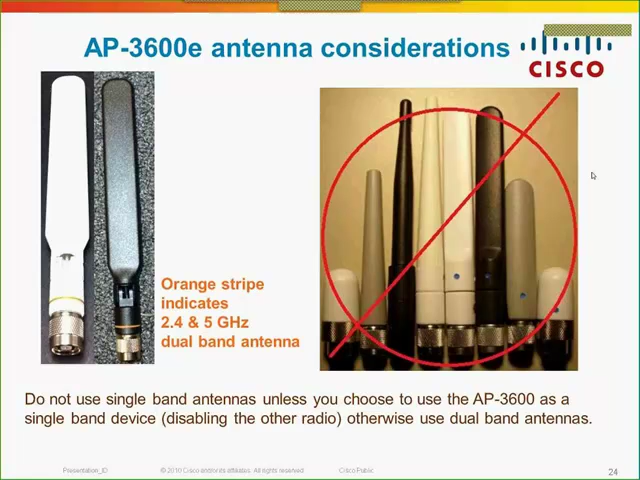 AP-3600e antenna considerations
CISCO
Orange stripe
indicates
2.4 & 5 GHz
dual band antenna
Do not use single band antennas unless you choose to use the AP-3600 as a
single band device (disabling the other radio) otherwise use dual band antennas.
Presentation_ID
© 2010 Cisco and/or its affiliates. All rights reserved.
Cisco Public
24